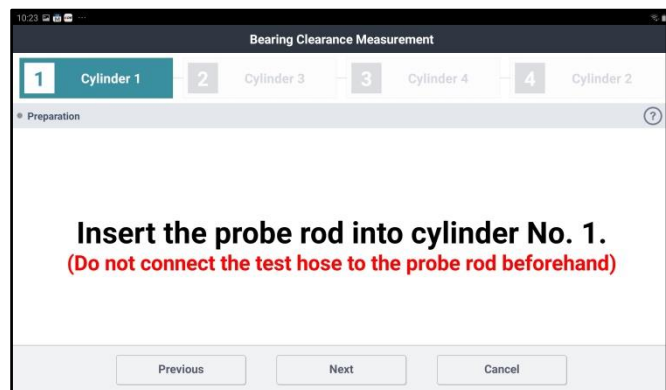 10:23
Bearing Clearance Measurement
1 Cylinder 1
2 Cylinder 3
3 Cylinder 4
4 Cylinder 2
Preparation
?
Insert the probe rod into cylinder No. 1.
(Do not connect the test hose to the probe rod beforehand)
Previous
Next
Cancel